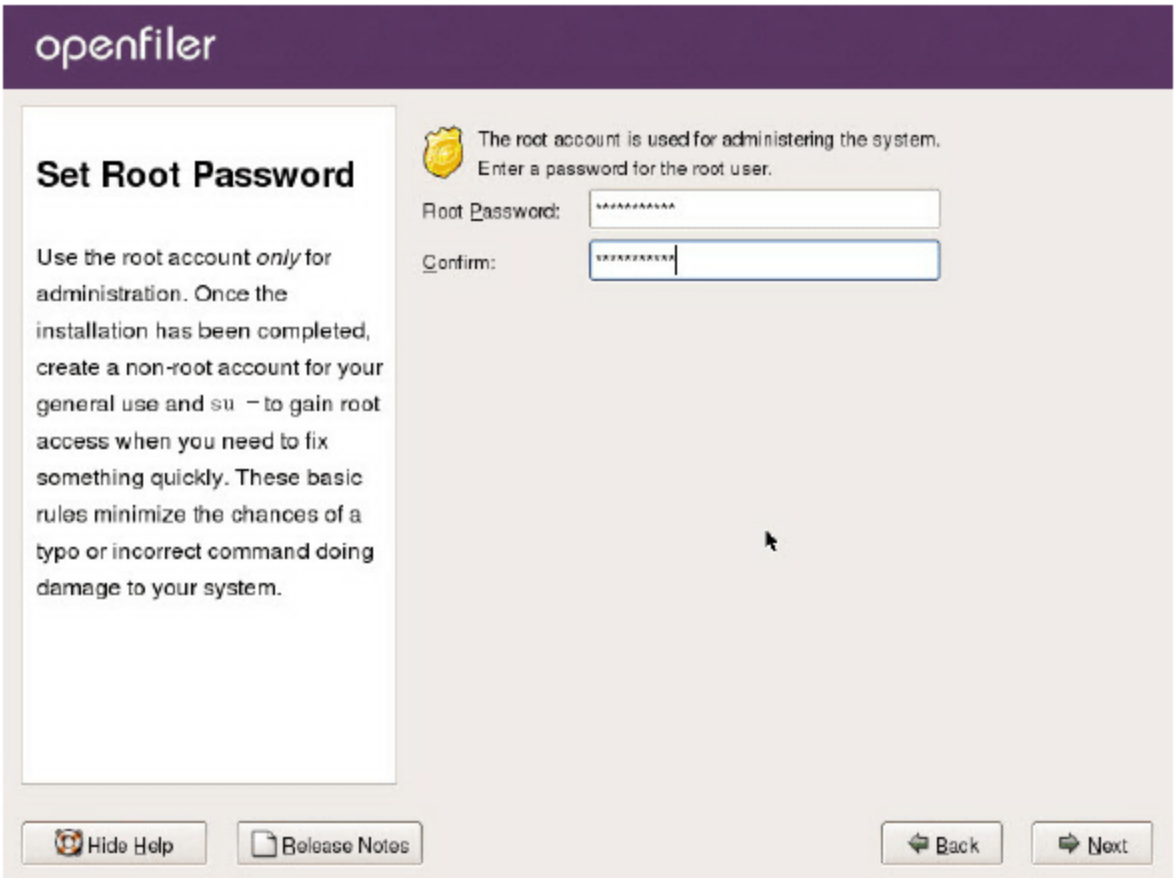 openfiler
Set Root Password
Use the root account only for
administration. Once the
installation has been completed,
create a non-root account for your
general use and su - to gain root
access when you need to fix
something quickly. These basic
rules minimize the chances of a
typo or incorrect command doing
damage to your system.
The root account is used for administering the system.
Enter a password for the root user.
Root Password: ***********
Confirm: ***********
Hide Help
Release Notes
Back
Next